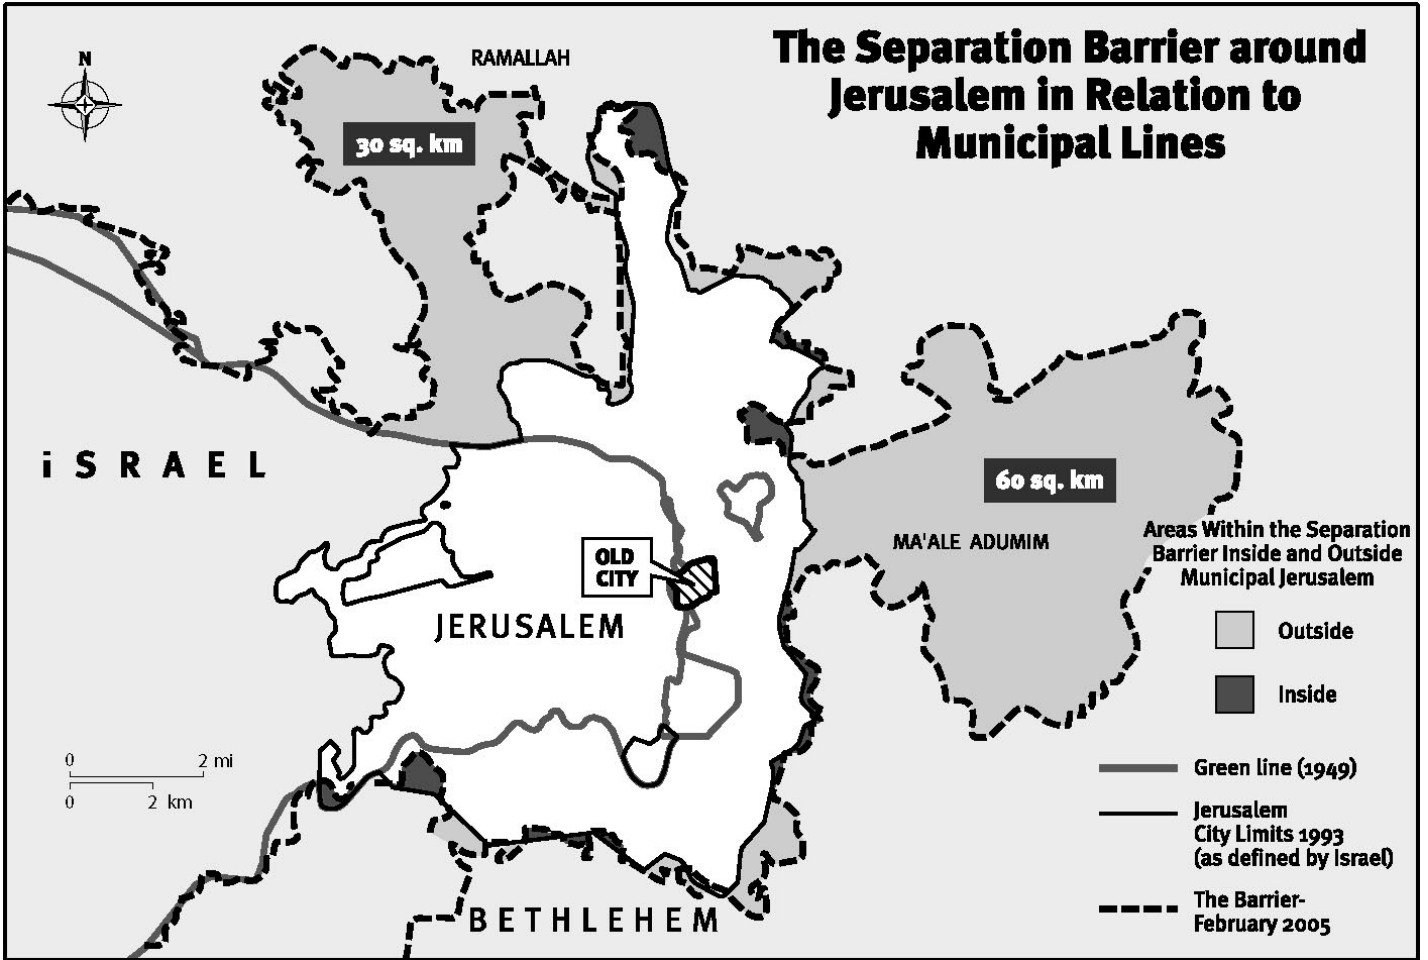 The Separation Barrier around
Jerusalem in Relation to
Municipal Lines
N
RAMALLAH
30 sq. km
iSRAEL
60 sq. km
MA'ALE ADUMIM
OLD
CITY
JERUSALEM
BETHLEHEM
0 2 mi
0 2 km
Areas Within the Separation
Barrier Inside and Outside
Municipal Jerusalem
Outside
Inside
Green line (1949)
Jerusalem
City Limits 1993
(as defined by Israel)
The Barrier-
February 2005